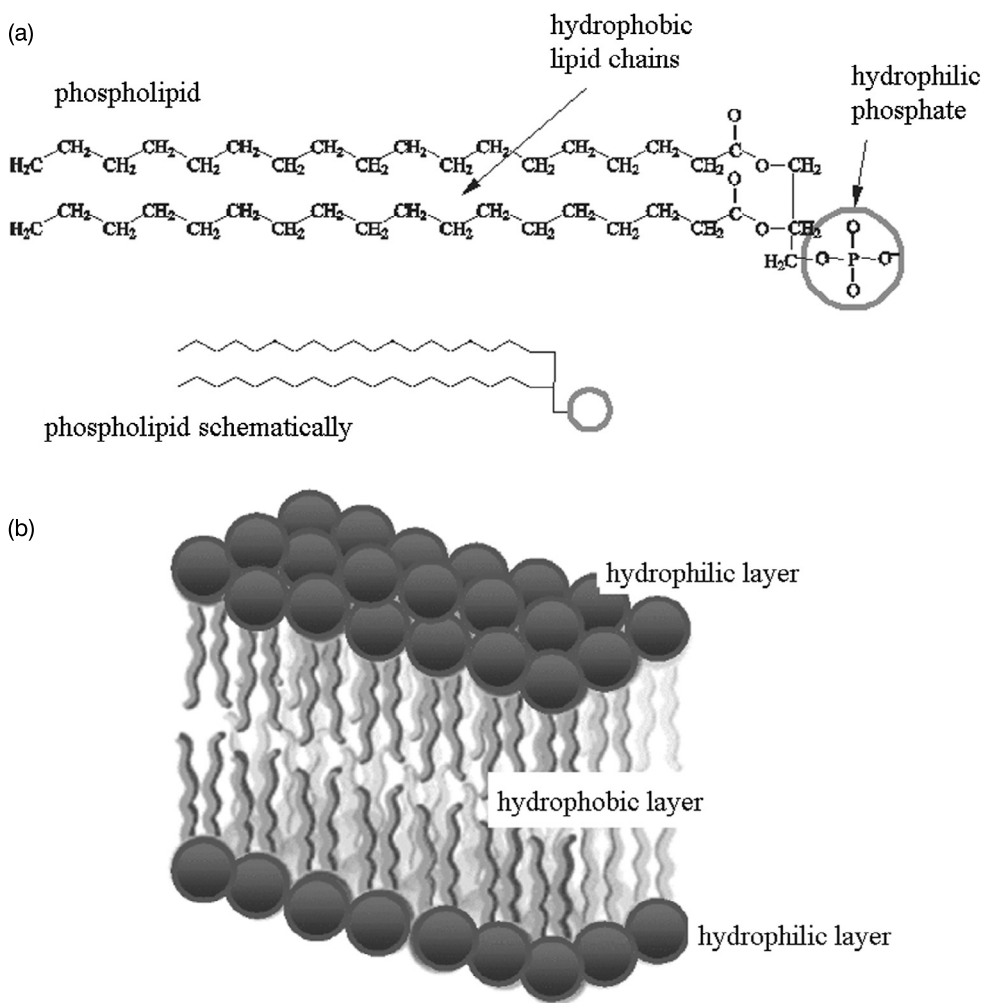 (a)
hydrophobic
lipid chains
hydrophilic
phosphate
phospholipid
O
CH2 CH2 CH2 CH2 CH2 CH2 CH2 CH2 C
H2C CH2 CH2 CH2 CH2 CH2 CH2 CH2 CH2 O CH2
O
CH2 CH2 CH2 CH2 CH2 CH2 CH2 CH2 C
H2C CH2 CH2 CH2 CH2 CH2 CH2 CH2 CH2 O CH2
O
H2C O P O-
O
phospholipid schematically
(b)
hydrophilic layer
hydrophobic layer
hydrophilic layer